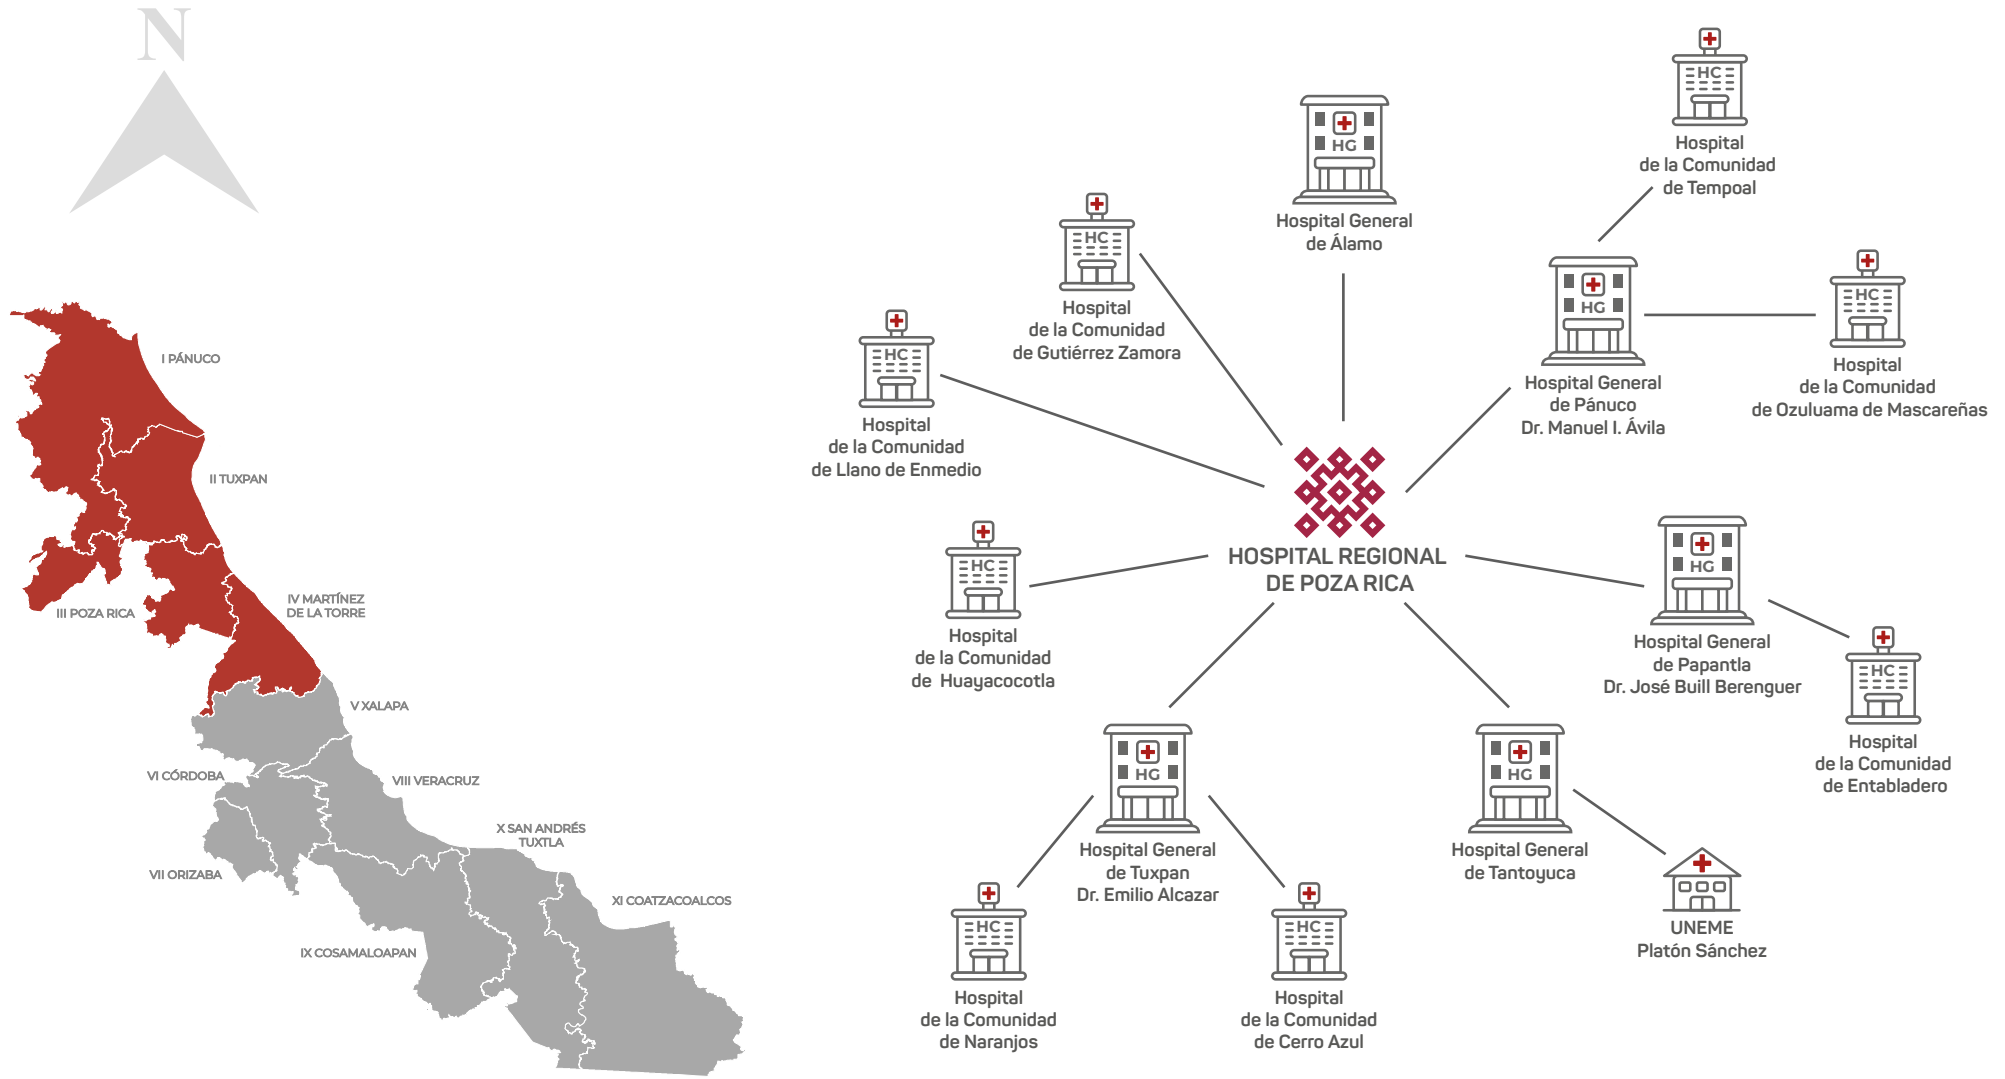 N
I PÁNUCO
II TUXPAN
III POZA RICA
IV MARTÍNEZ
DE LA TORRE
V XALAPA
VI CÓRDOBA
VIII VERACRUZ
X SAN ANDRÉS
TUXTLA
VII ORIZABA
XI COATZACOALCOS
IX COSAMALOAPAN
HC
Hospital
de la Comunidad
de Tempoal
HG
Hospital General
de Álamo
HC
Hospital
de la Comunidad
de Gutiérrez Zamora
HG
Hospital General
de Pánuco
Dr. Manuel I. Ávila
HC
Hospital
de la Comunidad
de Ozuluama de Mascareñas
HC
Hospital
de la Comunidad
de Llano de Enmedio
HOSPITAL REGIONAL
DE POZA RICA
HC
Hospital
de la Comunidad
de Huayacocotla
HG
Hospital General
de Papantla
Dr. José Buill Berenguer
HC
Hospital
de la Comunidad
de Entabladero
HG
Hospital General
de Tuxpan
Dr. Emilio Alcazar
HG
Hospital General
de Tantoyuca
UNEME
Platón Sánchez
HC
Hospital
de la Comunidad
de Naranjos
HC
Hospital
de la Comunidad
de Cerro Azul